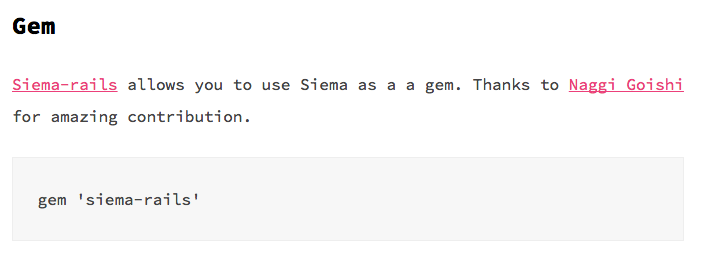 Gem
Siema-rails allows you to use Siema as a a gem. Thanks to Naggi Goishi
for amazing contribution.
gem 'siema-rails'